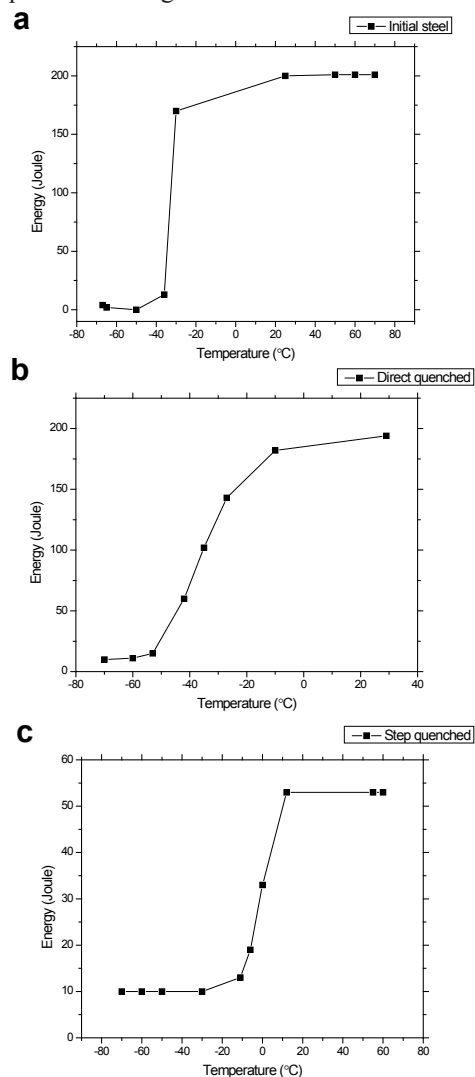 a
Initial steel
200
150
100
50
0
Energy (Joule)
-80 -60 -40 -20 0 20 40 60 80
Temperature (°C)
b
Direct quenched
200
150
100
50
0
Energy (Joule)
-80 -60 -40 -20 0 20 40
Temperature (°C)
c
Step quenched
60
50
40
30
20
10
0
Energy (Joule)
-80 -60 -40 -20 0 20 40 60 80
Temperature (°C)